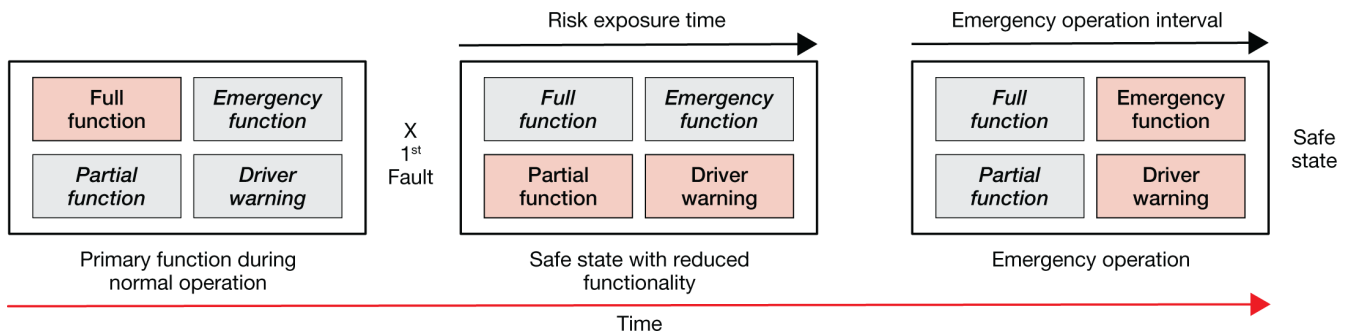 Risk exposure time
Emergency operation interval
Full
function
Emergency
function
Partial
function
Driver
warning
X
1st
Fault
Full
function
Emergency
function
Partial
function
Driver
warning
Full
function
Emergency
function
Partial
function
Driver
warning
Safe
state
Primary function during
normal operation
Safe state with reduced
functionality
Emergency operation
Time